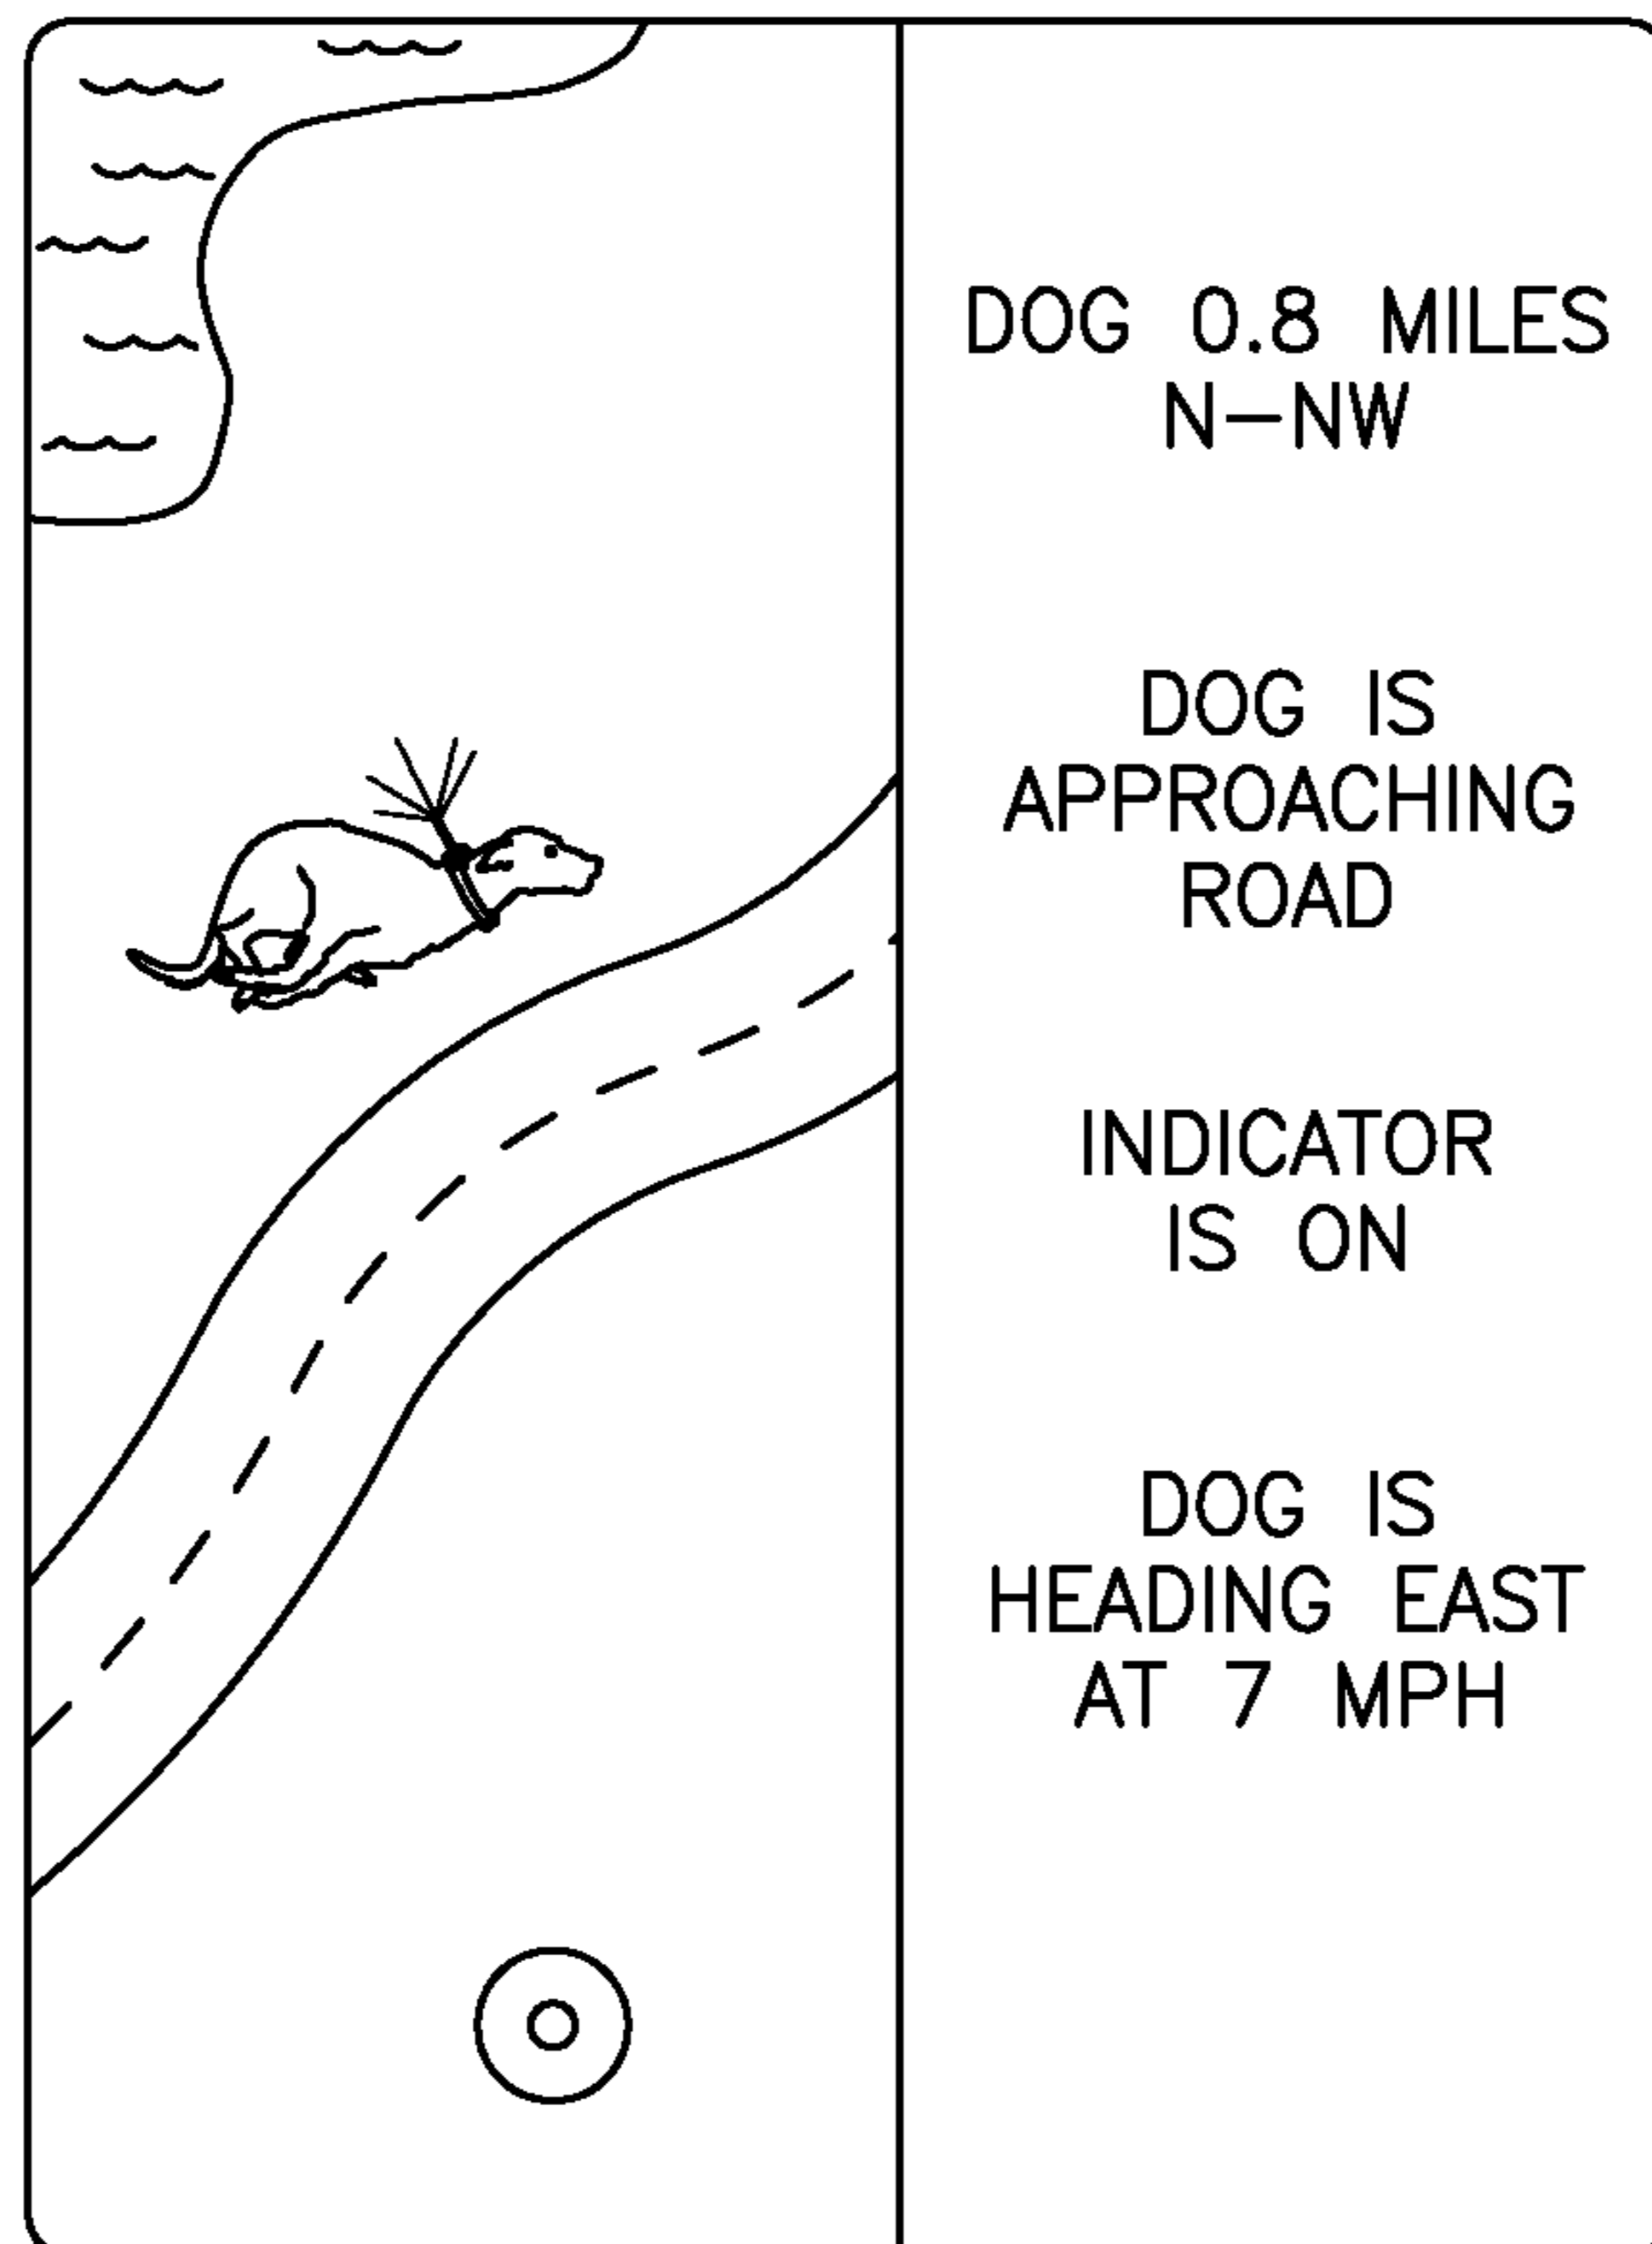 DOG 0.8 MILES
N-NW
DOG IS
APPROACHING
ROAD
INDICATOR
IS ON
DOG IS
HEADING EAST
AT 7 MPH